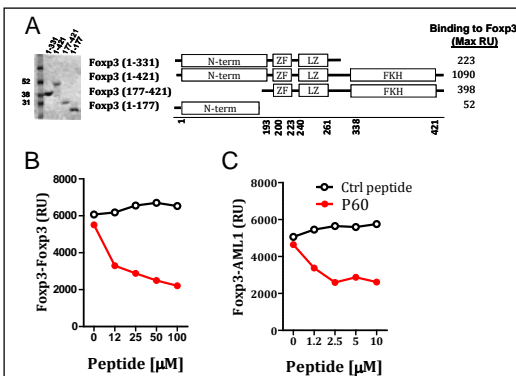 A
1-331
1-421
177-421
1-177
52
38
31
Binding to Foxp3
(Max RU)
Foxp3 (1-331) N-term ZF LZ 223
Foxp3 (1-421) N-term ZF LZ FKH 1090
Foxp3 (177-421) ZF LZ FKH 398
Foxp3 (1-177) N-term 52
1 193 200 223 240 261 338 421
B
Foxp3-Foxp3 (RU)
8000
6000
4000
2000
0
0 12 25 50 100
Peptide [µM]
C
Foxp3-AML1 (RU)
8000
6000
4000
2000
0
Ctrl peptide
P60
0 1.2 2.5 5 10
Peptide [µM]